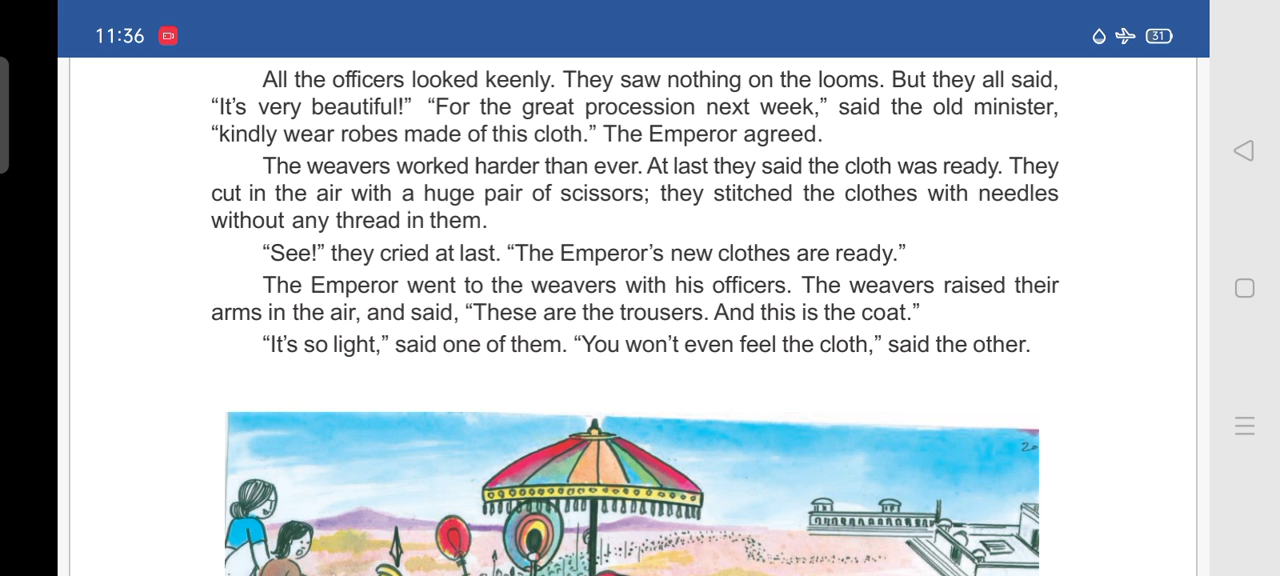 11:36
31
All the officers looked keenly. They saw nothing on the looms. But they all said,
“It’s very beautiful!” “For the great procession next week,” said the old minister,
“kindly wear robes made of this cloth.” The Emperor agreed.
The weavers worked harder than ever. At last they said the cloth was ready. They
cut in the air with a huge pair of scissors; they stitched the clothes with needles
without any thread in them.
“See!” they cried at last. “The Emperor’s new clothes are ready.”
The Emperor went to the weavers with his officers. The weavers raised their
arms in the air, and said, “These are the trousers. And this is the coat.”
“It’s so light,” said one of them. “You won’t even feel the cloth,” said the other.